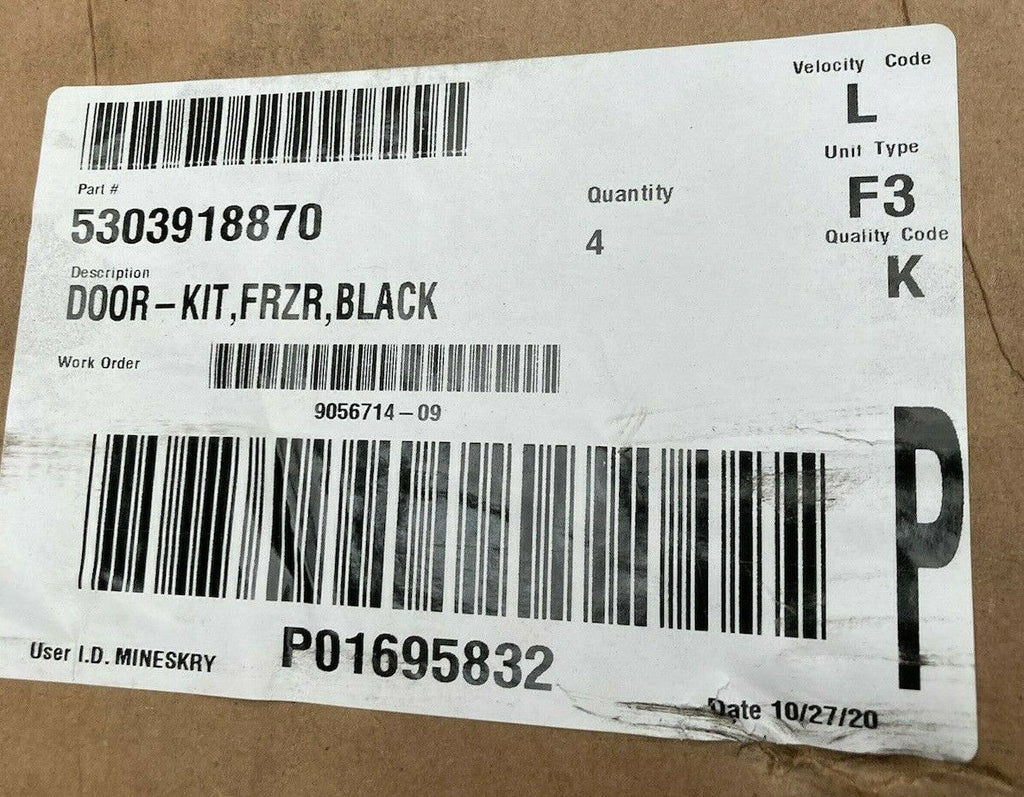 Velocity Code
L
Unit Type
F3
Quality Code
K
Part #
5303918870
Quantity
4
Description
DOOR-KIT,FRZR,BLACK
Work Order
9056714-09
P
P01695832
User I.D. MINESKRY
Date 10/27/20